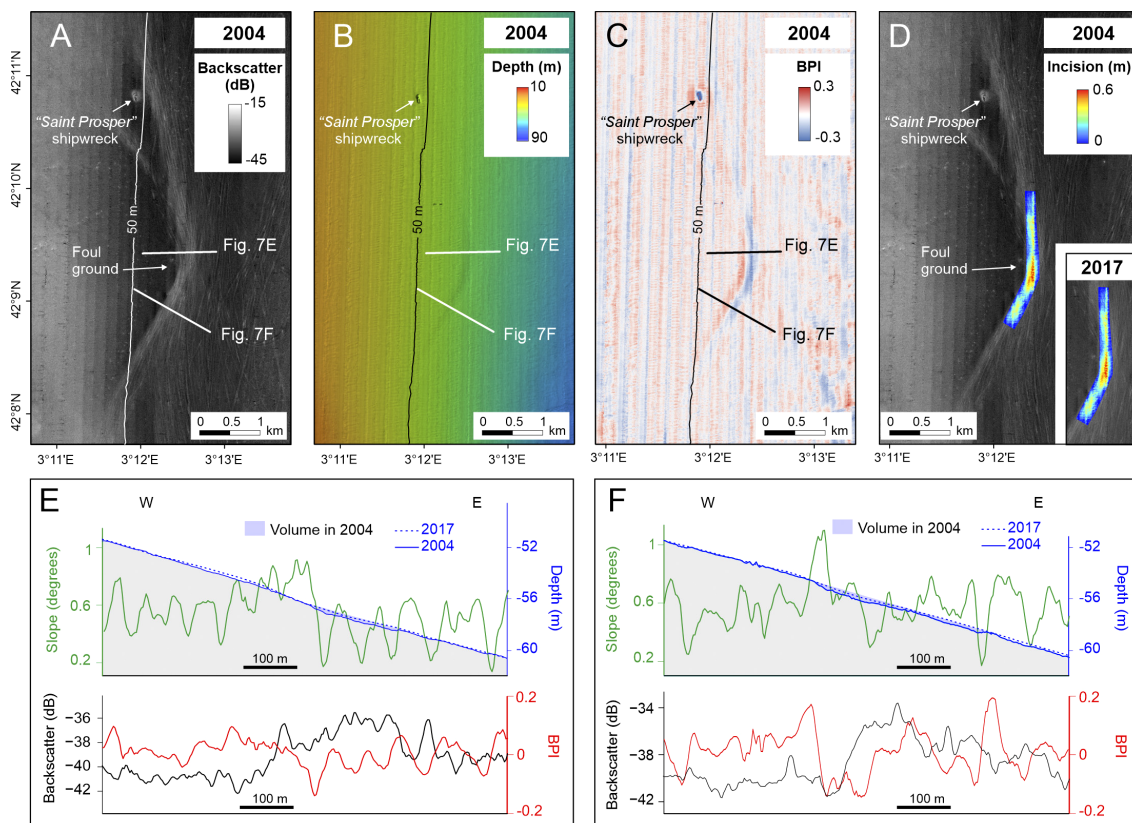 A
2004
Backscatter
(dB)
-15
-45
"Saint Prosper"
shipwreck
50 m
Fig. 7E
Foul
ground
Fig. 7F
0 0.5 1
km
42°11'N
42°10'N
42°9'N
42°8'N
3°11'E
3°12'E
3°13'E
B
2004
Depth (m)
10
90
"Saint Prosper"
shipwreck
50 m
Fig. 7E
Fig. 7F
0 0.5 1
km
3°11'E
3°12'E
3°13'E
C
2004
BPI
0.3
-0.3
"Saint Prosper"
shipwreck
50 m
Fig. 7E
Fig. 7F
0 0.5 1
km
3°11'E
3°12'E
3°13'E
D
2004
Incision (m)
0.6
0
"Saint Prosper"
shipwreck
Foul
ground
2017
0 0.5 1
km
3°11'E
3°12'E
E
W
E
Volume in 2004
2017
2004
Slope (degrees)
1
0.6
0.2
Depth (m)
-52
-56
-60
100 m
Backscatter (dB)
−36
−38
−40
−42
BPI
0.2
0
-0.2
100 m
F
W
E
Volume in 2004
2017
2004
Slope (degrees)
1
0.6
0.2
Depth (m)
-52
-56
-60
100 m
Backscatter (dB)
−34
−38
−42
BPI
0.2
0
-0.2
100 m